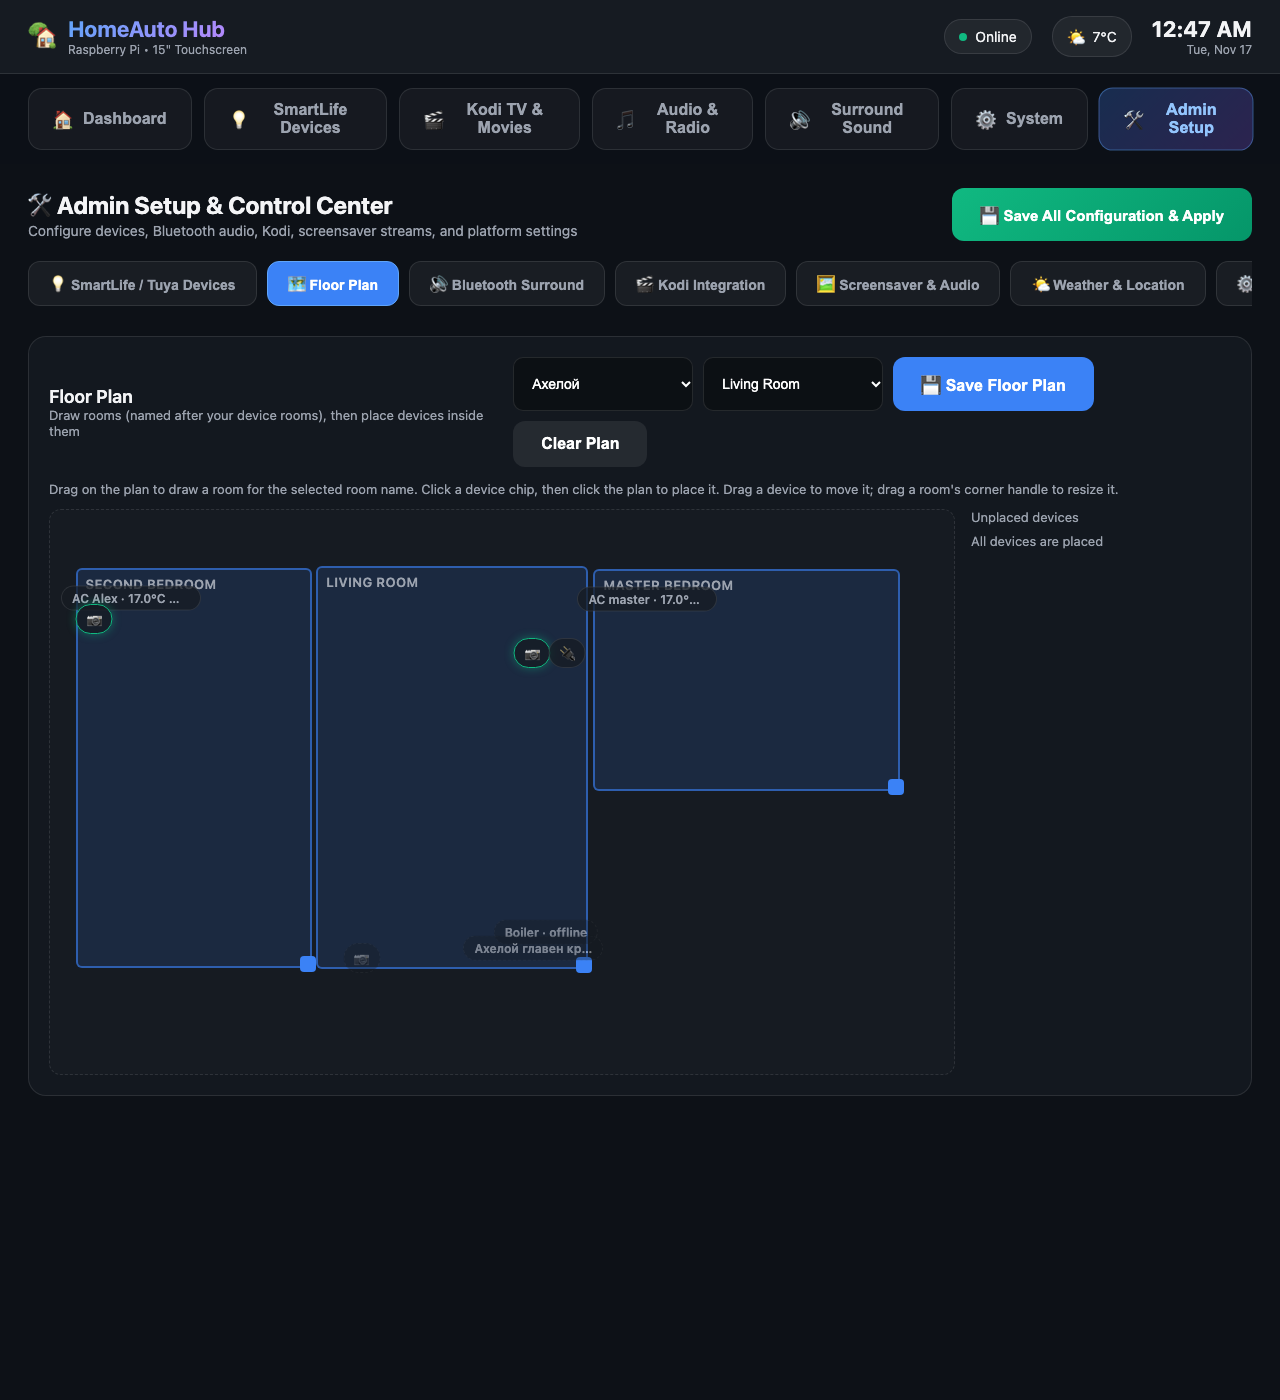 HomeAuto Hub
Raspberry Pi • 15" Touchscreen
Online
7°C
12:47 AM
Tue, Nov 17
Dashboard
SmartLife Devices
Kodi TV & Movies
Audio & Radio
Surround Sound
System
Admin Setup
Admin Setup & Control Center
Configure devices, Bluetooth audio, Kodi, screensaver streams, and platform settings
Save All Configuration & Apply
SmartLife / Tuya Devices
Floor Plan
Bluetooth Surround
Kodi Integration
Screensaver & Audio
Weather & Location
Floor Plan
Draw rooms (named after your device rooms), then place devices inside
them
Ахелой
Living Room
Save Floor Plan
Clear Plan
Drag on the plan to draw a room for the selected room name. Click a device chip, then click the plan to place it. Drag a device to move it; drag a room's corner handle to resize it.
Unplaced devices
All devices are placed
SECOND BEDROOM
AC Alex · 17.0°C ...
LIVING ROOM
MASTER BEDROOM
AC master · 17.0°...
Boiler · offline
Ахелой главен кр...